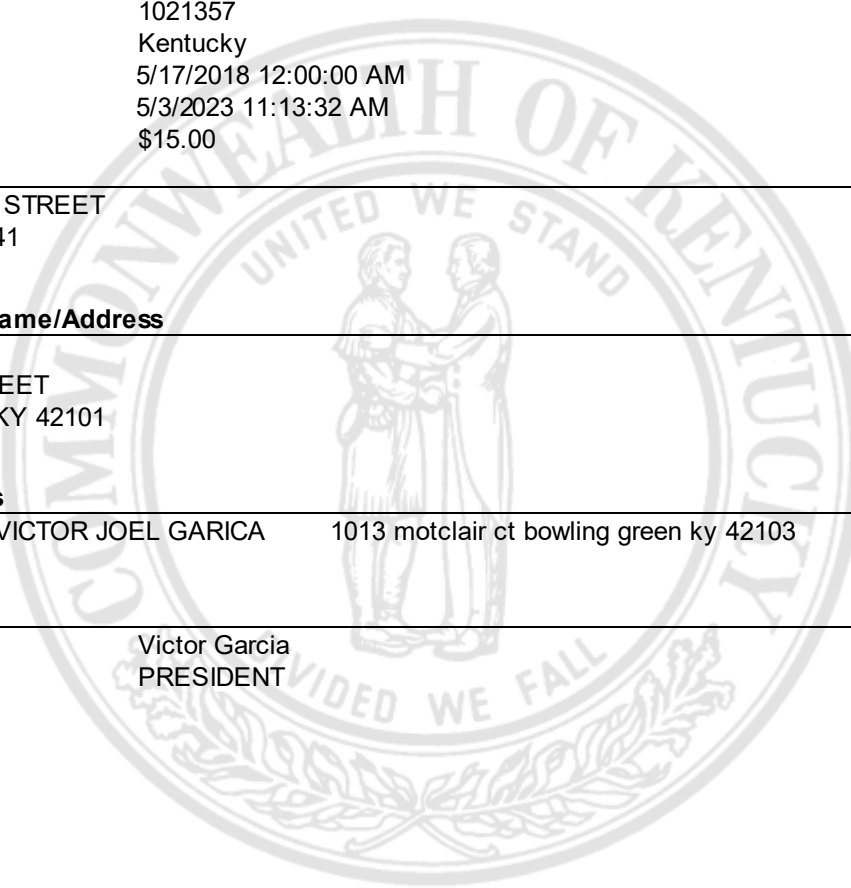 1021357
Kentucky
5/17/2018 12:00:00 AM
5/3/2023 11:13:32 AM
$15.00
STREET
41
ame/Address
EET
KY 42101
s
VICTOR JOEL GARICA 1013 motclair ct bowling green ky 42103
Victor Garcia
PRESIDENT
COMMONWEALTH OF KENTUCKY
UNITED WE STAND
DIVIDED WE FALL